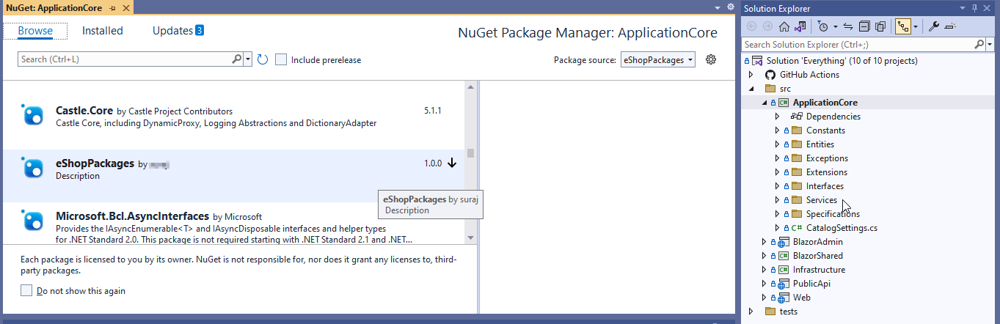 NuGet: ApplicationCore
Browse
Installed
Updates 3
NuGet Package Manager: ApplicationCore
Search (Ctrl+L)
Include prerelease
Package source: eShopPackages
Castle.Core by Castle Project Contributors
5.1.1
Castle Core, including DynamicProxy, Logging Abstractions and DictionaryAdapter
eShopPackages by
1.0.0
Description
eShopPackages by suraj
Description
Microsoft.Bcl.AsyncInterfaces by Microsoft
Provides the IAsyncEnumerable<T> and IAsyncDisposable interfaces and helper types
for .NET Standard 2.0. This package is not required starting with .NET Standard 2.1 and .NET...
Each package is licensed to you by its owner. NuGet is not responsible for, nor does it grant any licenses to, third-
party packages.
Do not show this again
Solution Explorer
Search Solution Explorer (Ctrl+;)
Solution 'Everything' (10 of 10 projects)
GitHub Actions
src
C# ApplicationCore
Dependencies
Constants
Entities
Exceptions
Extensions
Interfaces
Services
Specifications
C# CatalogSettings.cs
BlazorAdmin
C# BlazorShared
C# Infrastructure
PublicApi
Web
tests